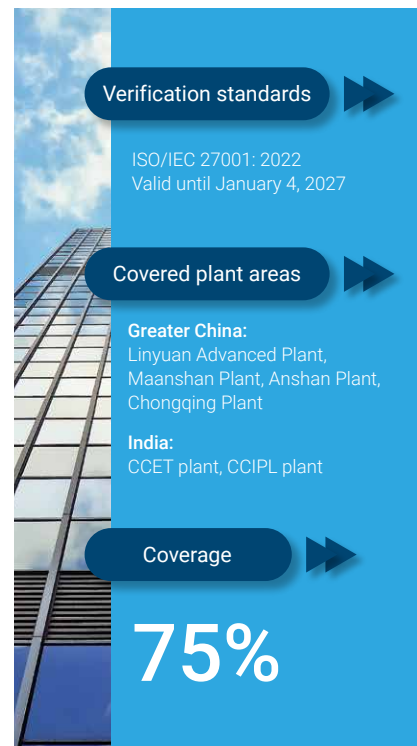 Verification standards
ISO/IEC 27001: 2022
Valid until January 4, 2027
Covered plant areas
Greater China:
Linyuan Advanced Plant,
Maanshan Plant, Anshan Plant,
Chongqing Plant
India:
CCET plant, CCIPL plant
Coverage
75%